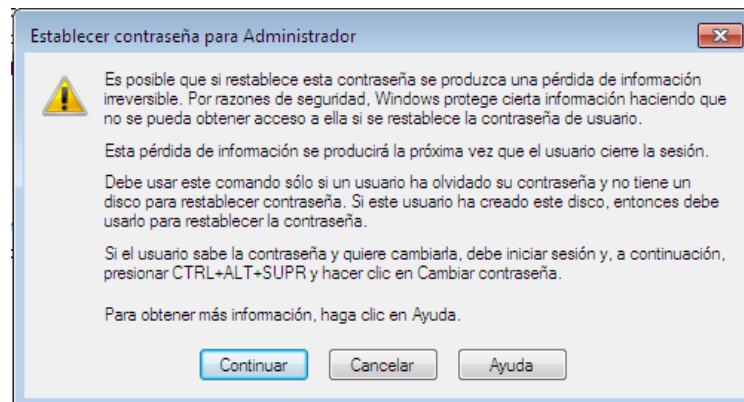 Establecer contraseña para Administrador
Es posible que si restablece esta contraseña se produzca una pérdida de información
irreversible. Por razones de seguridad, Windows protege cierta información haciendo que
no se pueda obtener acceso a ella si se restablece la contraseña de usuario.
Esta pérdida de información se producirá la próxima vez que el usuario cierre la sesión.
Debe usar este comando sólo si un usuario ha olvidado su contraseña y no tiene un
disco para restablecer contraseña. Si este usuario ha creado este disco, entonces debe
usarlo para restablecer la contraseña.
Si el usuario sabe la contraseña y quiere cambiarla, debe iniciar sesión y, a continuación,
presionar CTRL+ALT+SUPR y hacer clic en Cambiar contraseña.
Para obtener más información, haga clic en Ayuda.
Continuar Cancelar Ayuda